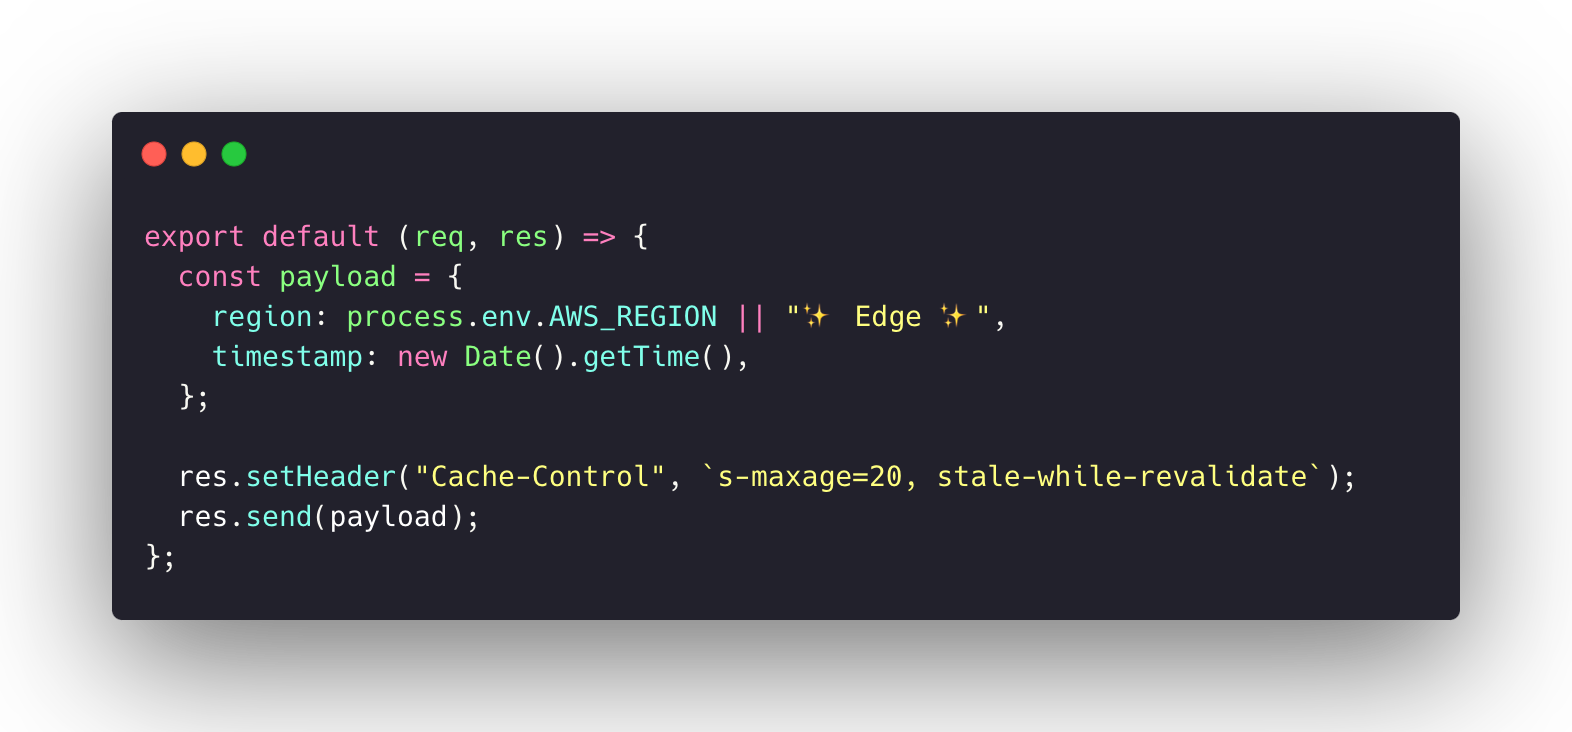 export default (req, res) => {
  const payload = {
    region: process.env.AWS_REGION || "✨ Edge ✨",
    timestamp: new Date().getTime(),
  };

  res.setHeader("Cache-Control", `s-maxage=20, stale-while-revalidate`);
  res.send(payload);
};